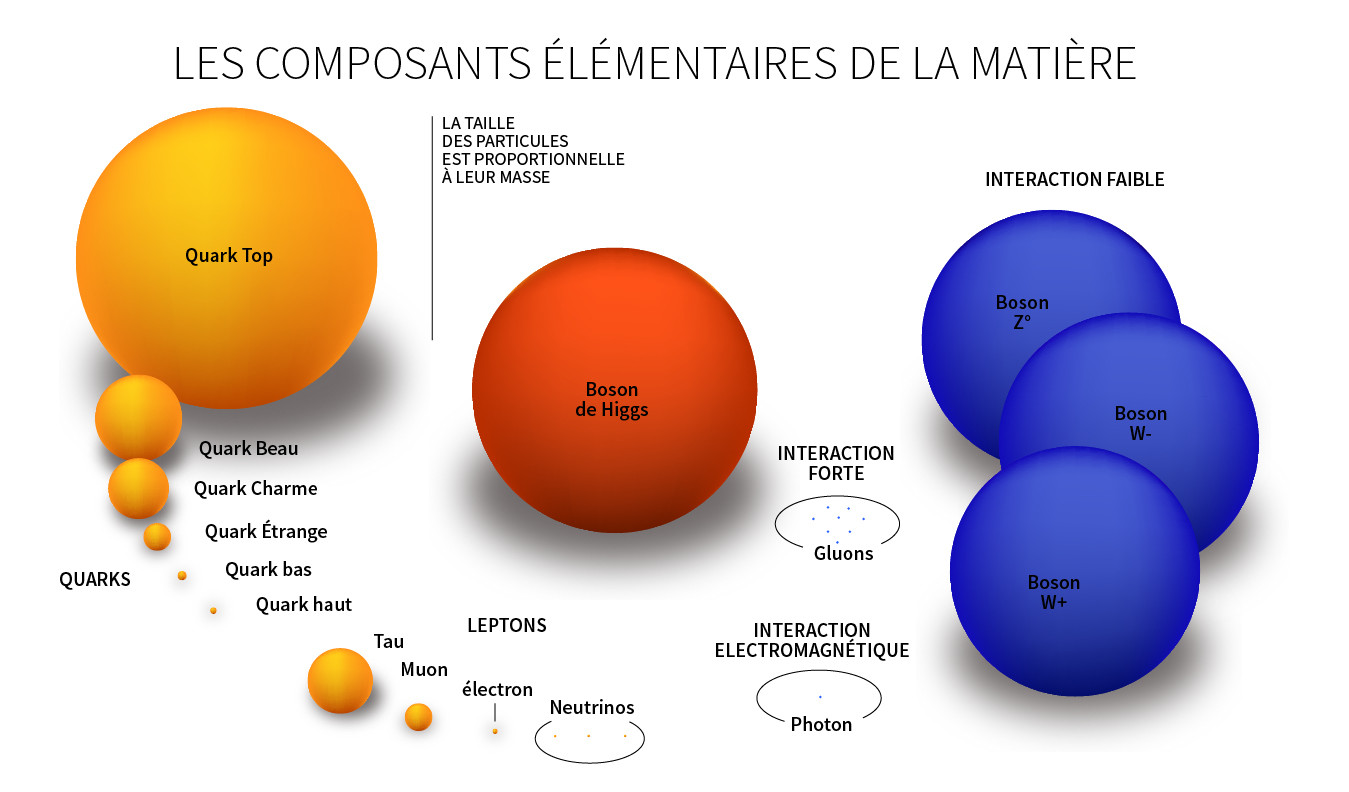 LES COMPOSANTS ÉLÉMENTAIRES DE LA MATIÈRE
LA TAILLE
DES PARTICULES
EST PROPORTIONNELLE
À LEUR MASSE
Quark Top
Quark Beau
Quark Charme
Quark Étrange
QUARKS
Quark bas
Quark haut
Boson
de Higgs
LEPTONS
Tau
Muon
électron
Neutrinos
INTERACTION
FORTE
Gluons
INTERACTION
ELECTROMAGNÉTIQUE
Photon
INTERACTION FAIBLE
Boson
Z°
Boson
W-
Boson
W+